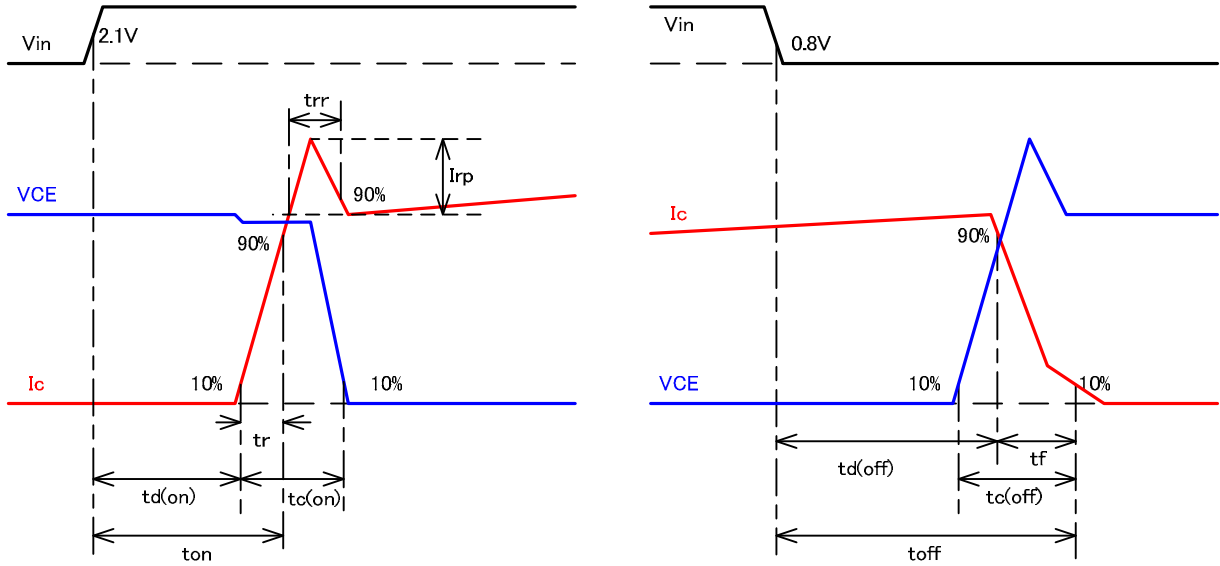 Vin
2.1V
trr
Irp
VCE
90%
90%
Ic
10%
10%
tr
td(on)
tc(on)
ton
Vin
0.8V
Ic
90%
VCE
10%
10%
td(off)
tf
tc(off)
toff